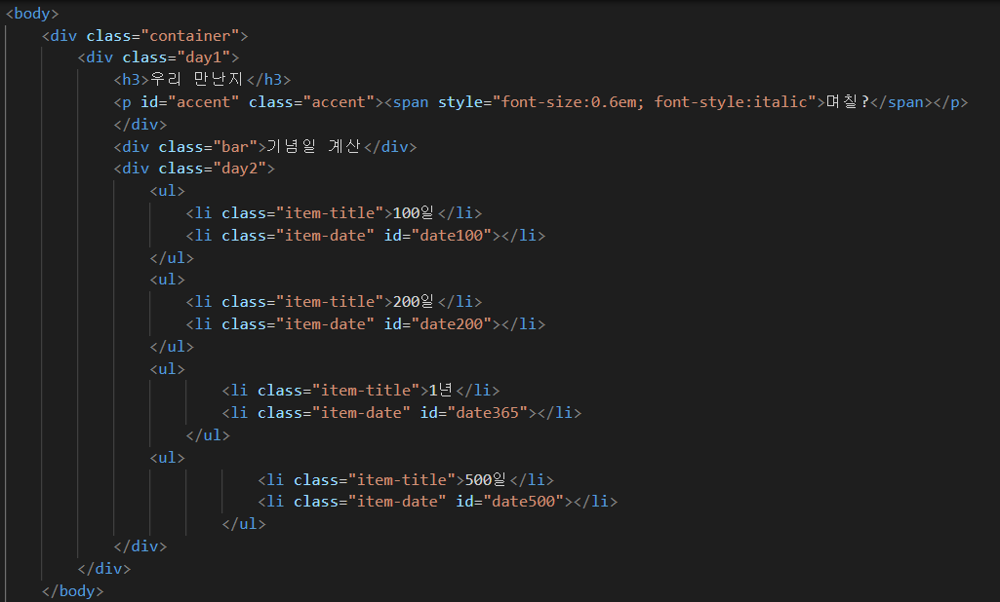 <body>
<div class="container">
<div class="day1">
<h3>우리 만난지</h3>
<p id="accent" class="accent"><span style="font-size:0.6em; font-style:italic">며칠?</span></p>
</div>
<div class="bar">기념일 계산</div>
<div class="day2">
<ul>
<li class="item-title">100일</li>
<li class="item-date" id="date100"></li>
</ul>
<ul>
<li class="item-title">200일</li>
<li class="item-date" id="date200"></li>
</ul>
<ul>
<li class="item-title">1년</li>
<li class="item-date" id="date365"></li>
</ul>
<ul>
<li class="item-title">500일</li>
<li class="item-date" id="date500"></li>
</ul>
</div>
</div>
</body>